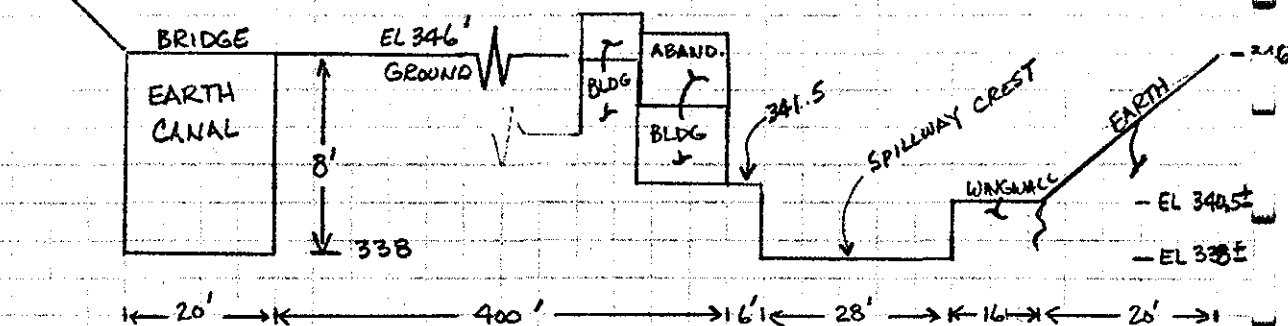 BRIDGE
EL 346'
GROUND
EARTH
CANAL
8'
338
BLDG
ABAND.
BLDG
341.5
SPILLWAY CREST
WINGWALL
EARTH
EL 340.5±
EL 338±
20'
400'
6'
28'
16
20'